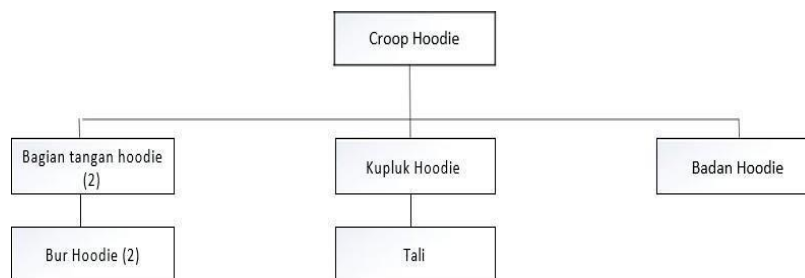 Croop Hoodie
Bagian tangan hoodie
(2)
Kupluk Hoodie
Badan Hoodie
Bur Hoodie (2)
Tali